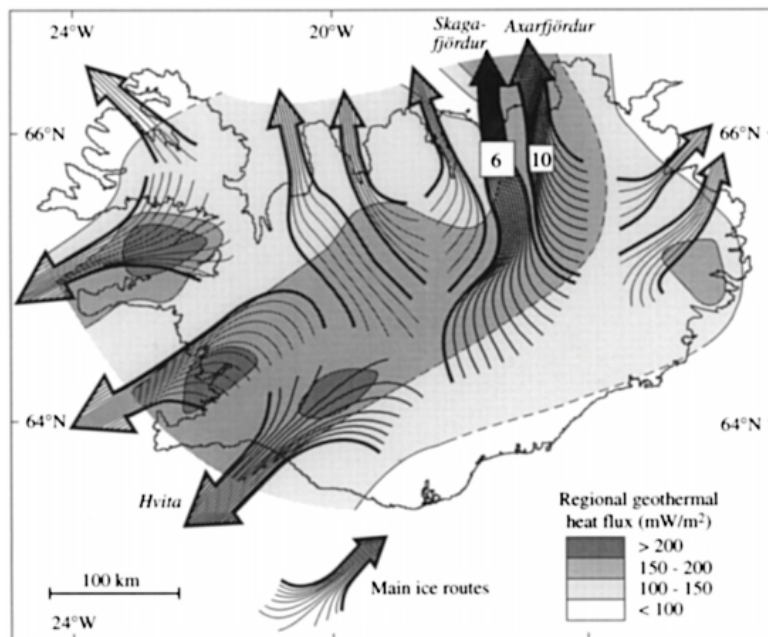 24°W
20°W
Skaga-
fjördur
Axarfjördur
66°N
66°N
6
10
64°N
64°N
Hvita
Regional geothermal
heat flux (mW/m²)
> 200
150 - 200
100 - 150
< 100
100 km
Main ice routes
24°W